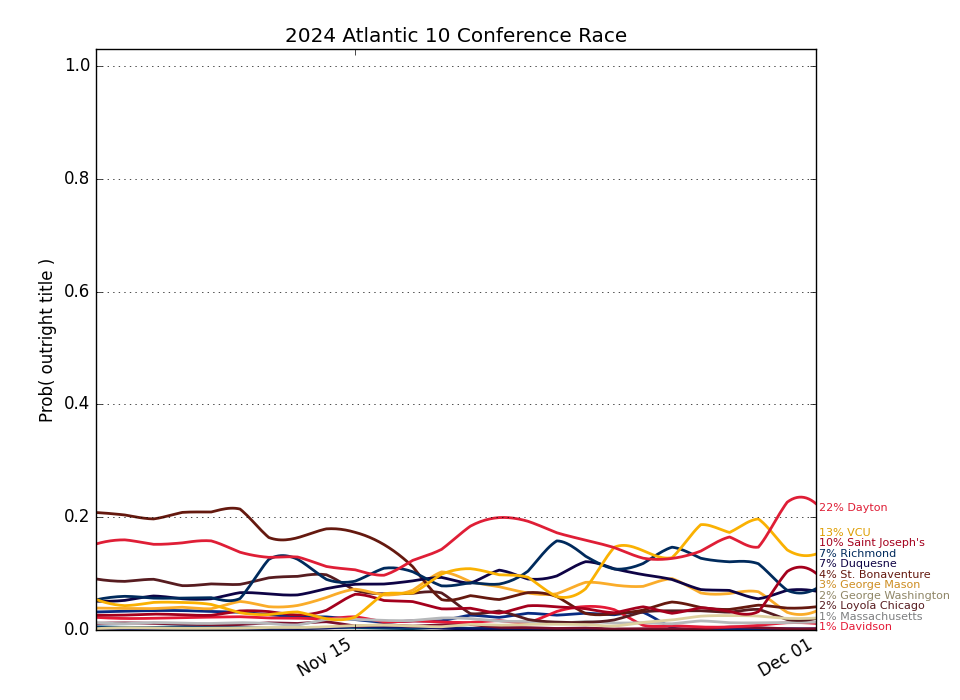 2024 Atlantic 10 Conference Race
Prob( outright title )
1.0
0.8
0.6
0.4
0.2
0.0
Nov 15
Dec 01
22% Dayton
13% VCU
10% Saint Joseph's
7% Richmond
7% Duquesne
4% St. Bonaventure
3% George Mason
2% George Washington
2% Loyola Chicago
1% Massachusetts
1% Davidson